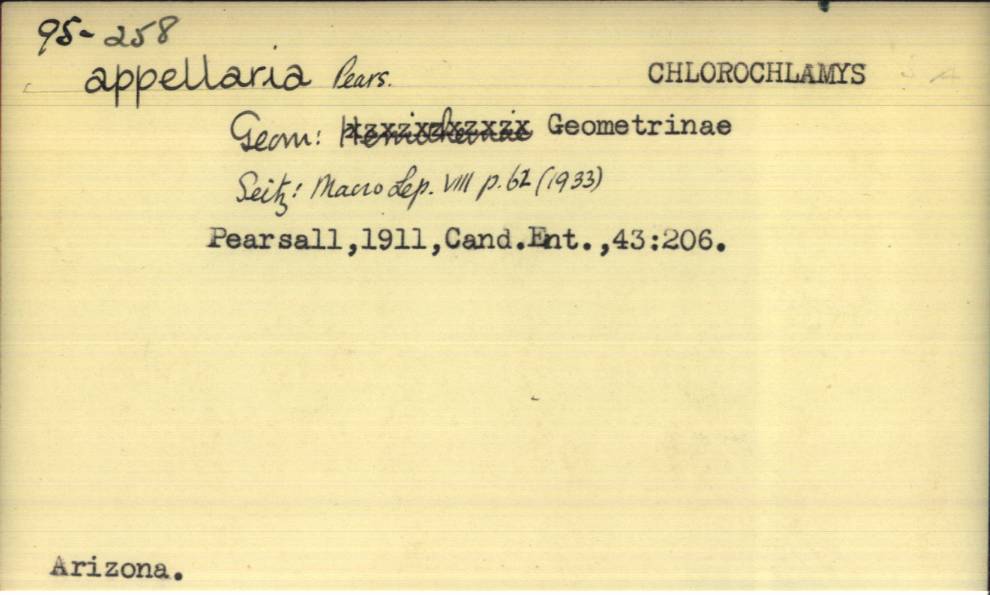 95-258
appellaria Pears. CHLOROCHLAMYS
Geom: Geometrinae
Seitz: Macro Lep. VIII p. 62 (1933)
Pearsall,1911,Cand.Ent.,43:206.
Arizona.